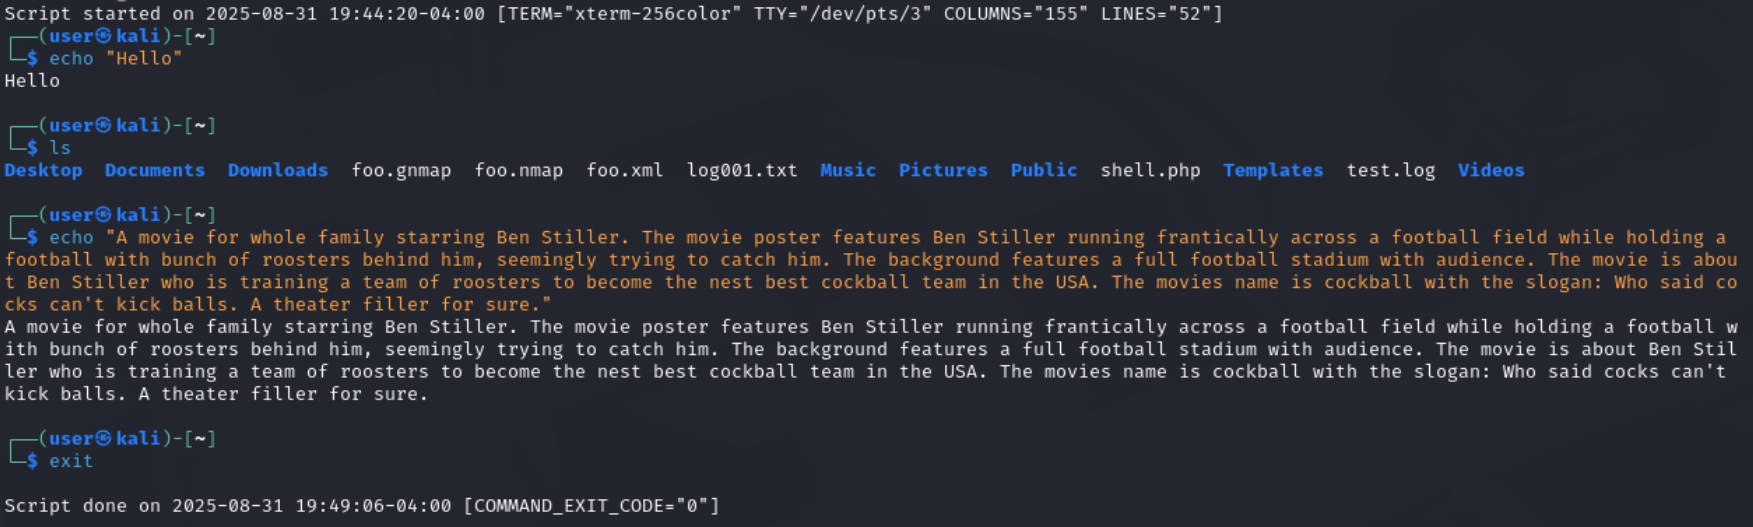 Script started on 2025-08-31 19:44:20-04:00 [TERM="xterm-256color" TTY="/dev/pts/3" COLUMNS="155" LINES="52"]
┌──(user㉿kali)-[~]
└─$ echo "Hello"
Hello
┌──(user㉿kali)-[~]
└─$ ls
Desktop  Documents  Downloads  foo.gnmap  foo.nmap  foo.xml  log001.txt  Music  Pictures  Public  shell.php  Templates  test.log  Videos
┌──(user㉿kali)-[~]
└─$ echo "A movie for whole family starring Ben Stiller. The movie poster features Ben Stiller running frantically across a football field while holding a
football with bunch of roosters behind him, seemingly trying to catch him. The background features a full football stadium with audience. The movie is abou
t Ben Stiller who is training a team of roosters to become the nest best cockball team in the USA. The movies name is cockball with the slogan: Who said co
cks can't kick balls. A theater filler for sure."
A movie for whole family starring Ben Stiller. The movie poster features Ben Stiller running frantically across a football field while holding a football w
ith bunch of roosters behind him, seemingly trying to catch him. The background features a full football stadium with audience. The movie is about Ben Stil
ler who is training a team of roosters to become the nest best cockball team in the USA. The movies name is cockball with the slogan: Who said cocks can't
kick balls. A theater filler for sure.
┌──(user㉿kali)-[~]
└─$ exit
Script done on 2025-08-31 19:49:06-04:00 [COMMAND_EXIT_CODE="0"]